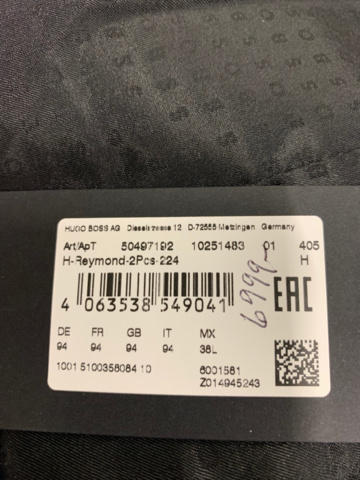 HUGO BOSS AG Dieselstrasse 12 D-72555 Metzingen Germany
Art/АрТ 50497192 10251483 01 405
H-Reymond-2Pcs-224 H
4 063538 549041
6999-
EAC
DE FR GB IT MX
94 94 94 94 38L
1001 5100358084 10 6001581
Z014945243